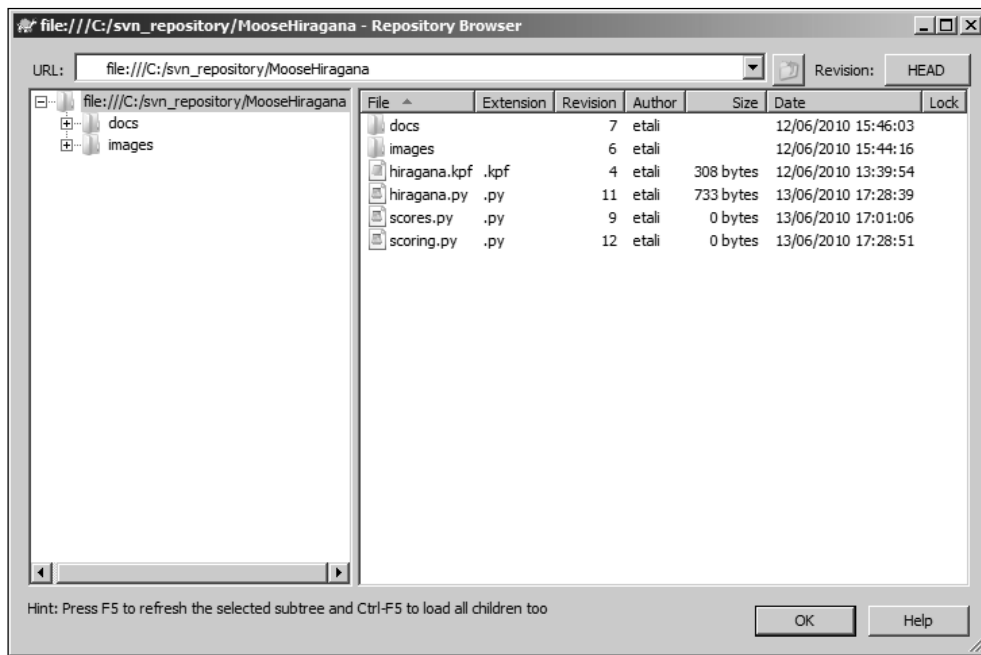 file:///C:/svn_repository/MooseHiragana - Repository Browser
URL: file:///C:/svn_repository/MooseHiragana Revision: HEAD
file:///C:/svn_repository/MooseHiragana
docs
images
File Extension Revision Author Size Date Lock
docs 7 etali 12/06/2010 15:46:03
images 6 etali 12/06/2010 15:44:16
hiragana.kpf .kpf 4 etali 308 bytes 12/06/2010 13:39:54
hiragana.py .py 11 etali 733 bytes 13/06/2010 17:28:39
scores.py .py 9 etali 0 bytes 13/06/2010 17:01:06
scoring.py .py 12 etali 0 bytes 13/06/2010 17:28:51
Hint: Press F5 to refresh the selected subtree and Ctrl-F5 to load all children too
OK Help